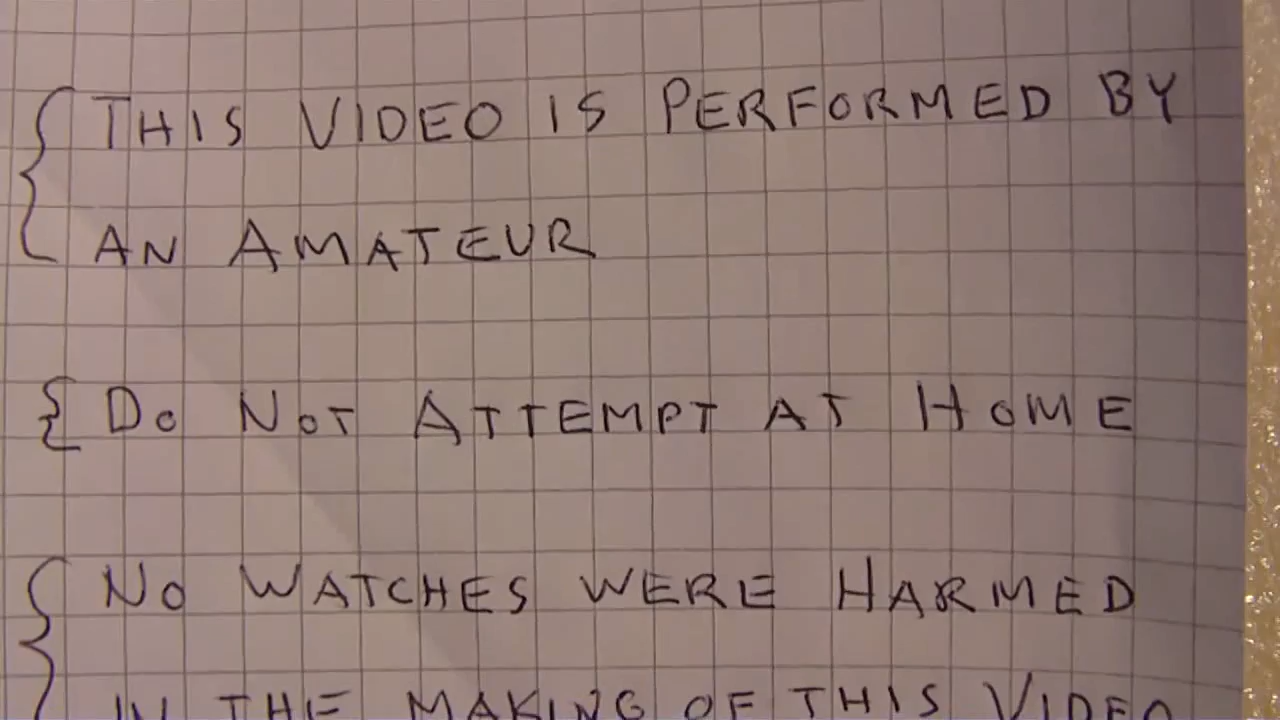 THIS VIDEO IS PERFORMED BY
AN AMATEUR
DO NOT ATTEMPT AT HOME
NO WATCHES WERE HARMED
IN THE MAKING OF THIS VIDEO